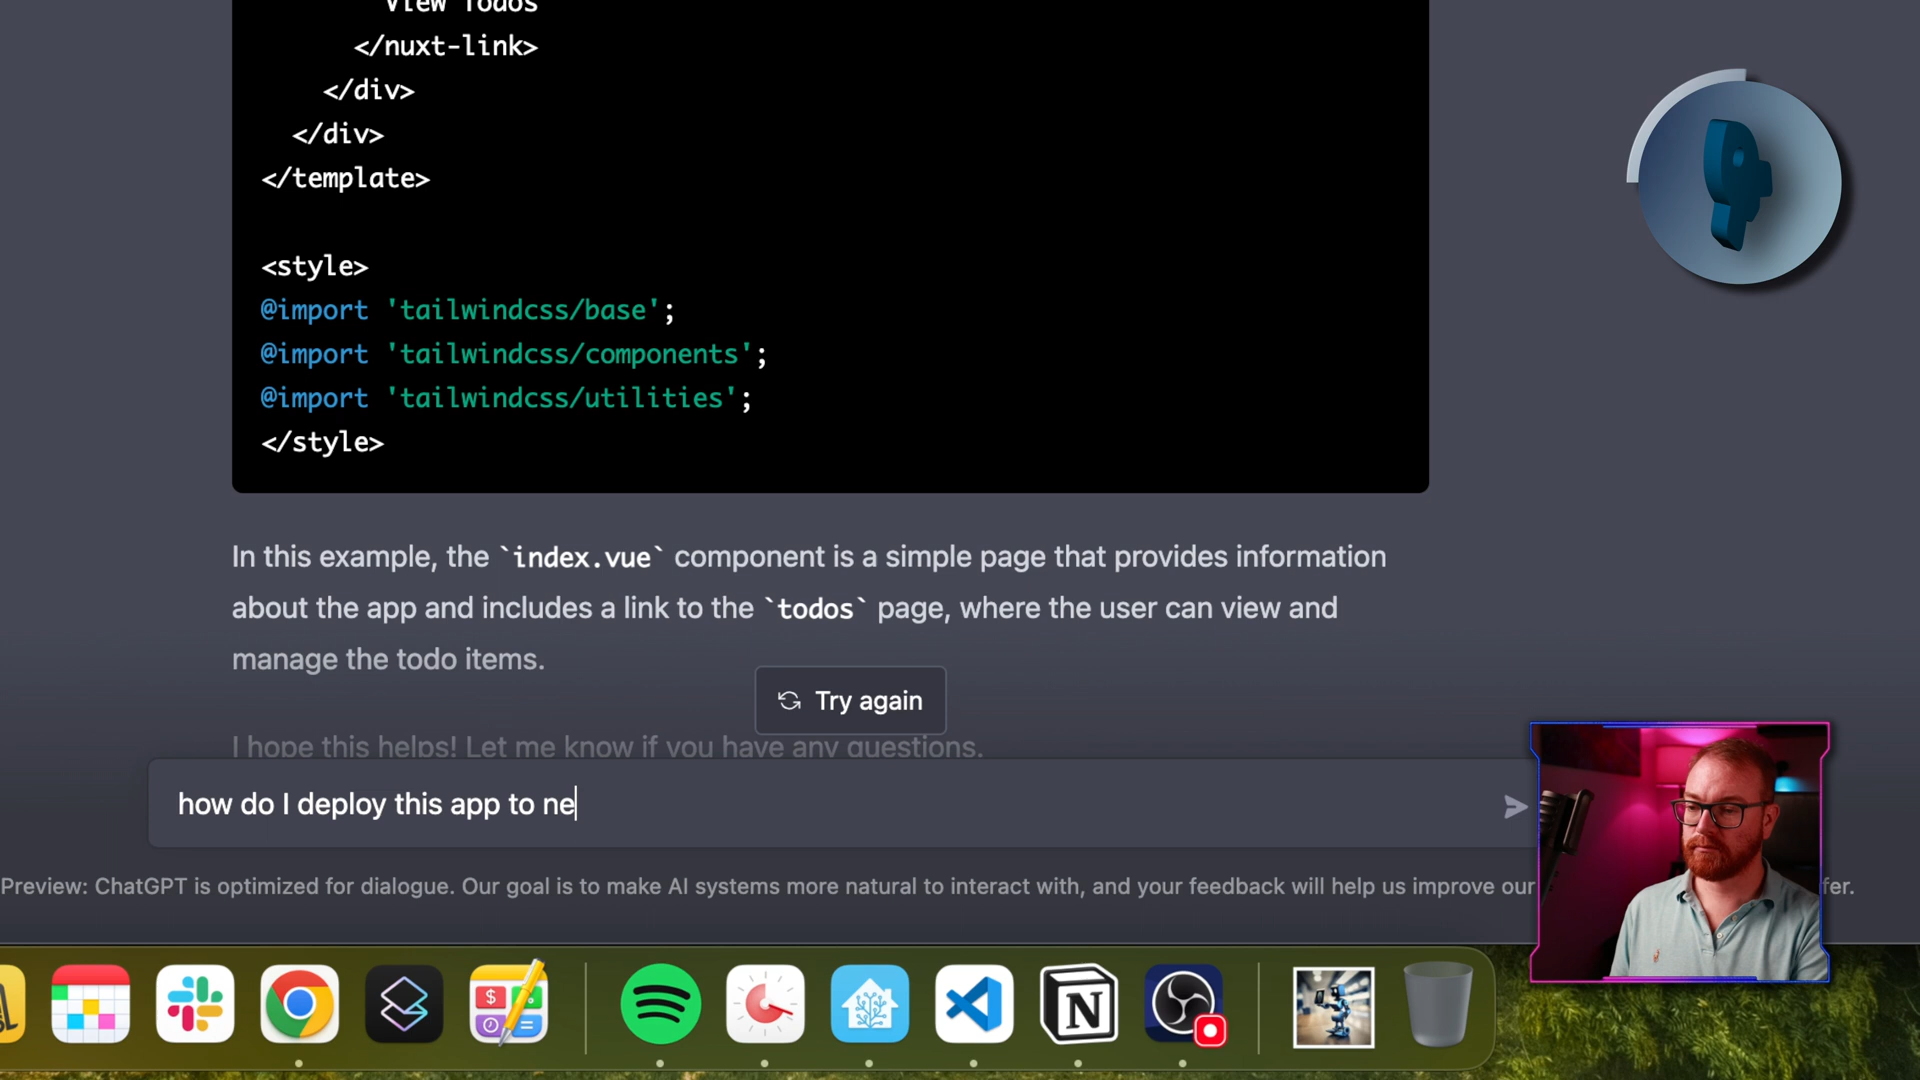 View Todos
</nuxt-link>
</div>
</div>
</template>
<style>
@import 'tailwindcss/base';
@import 'tailwindcss/components';
@import 'tailwindcss/utilities';
</style>
In this example, the `index.vue` component is a simple page that provides information
about the app and includes a link to the `todos` page, where the user can view and
manage the todo items.
Try again
I hope this helps! Let me know if you have any questions.
how do I deploy this app to ne
Preview: ChatGPT is optimized for dialogue. Our goal is to make AI systems more natural to interact with, and your feedback will help us improve our fer.